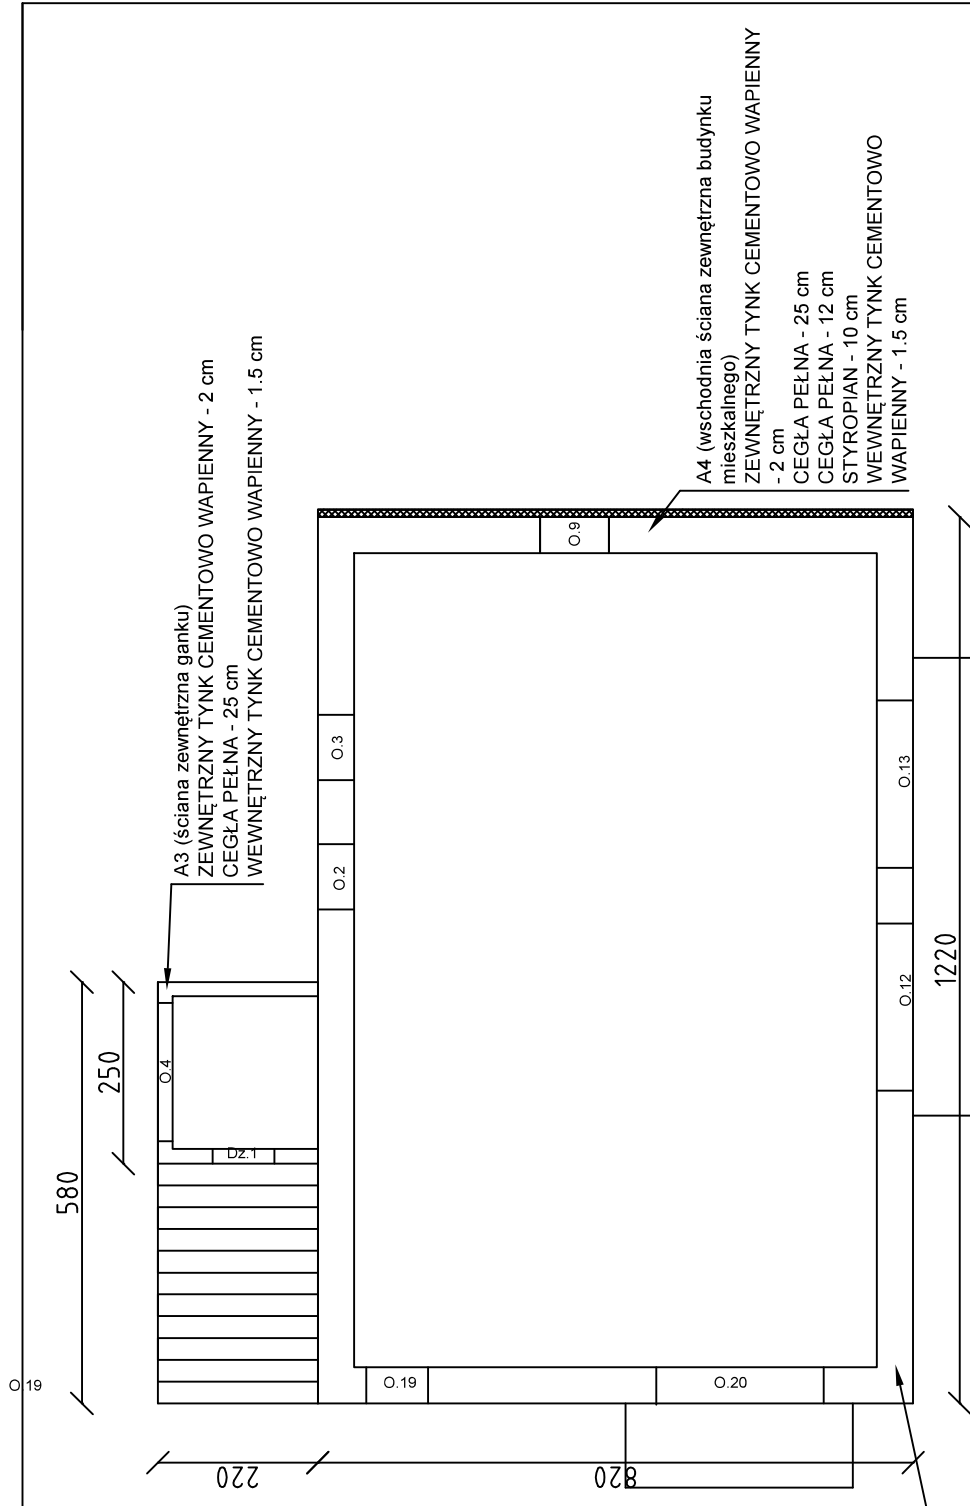 A3 (ściana zewnętrzna ganku)
ZEWNĘTRZNY TYNK CEMENTOWO WAPIENNY - 2 cm
CEGŁA PEŁNA - 25 cm
WEWNĘTRZNY TYNK CEMENTOWO WAPIENNY - 1.5 cm
A4 (wschodnia ściana zewnętrzna budynku
mieszkalnego)
ZEWNĘTRZNY TYNK CEMENTOWO WAPIENNY
- 2 cm
CEGŁA PEŁNA - 25 cm
CEGŁA PEŁNA - 12 cm
STYROPIAN - 10 cm
WEWNĘTRZNY TYNK CEMENTOWO
WAPIENNY - 1.5 cm
580
250
O.4
Dz.1
O.2
O.3
O.9
O.13
O.12
1220
O.19
O.19
O.20
220
820